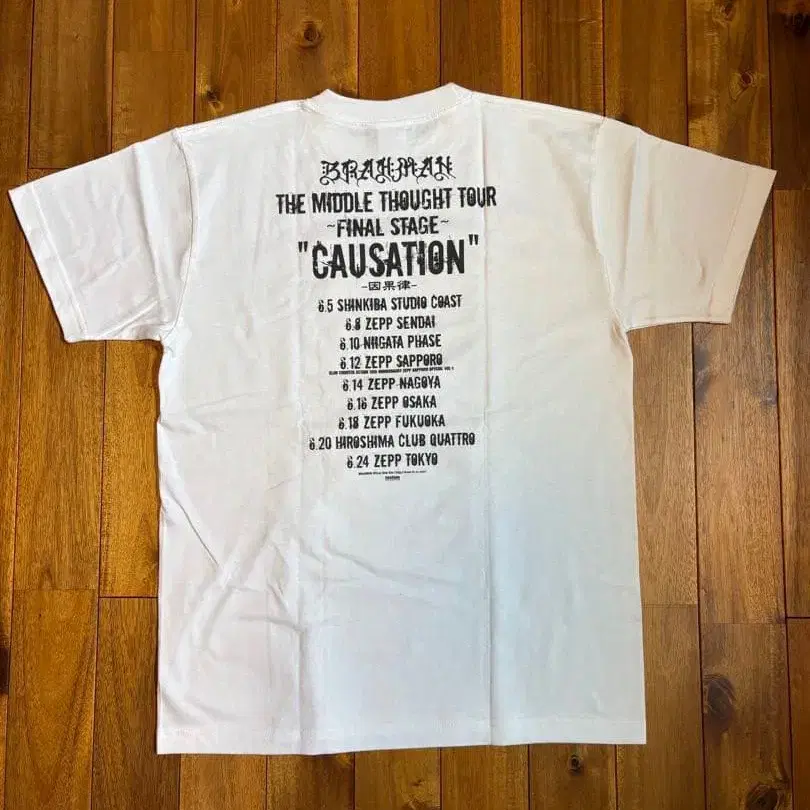 BRAHMAN
THE MIDDLE THOUGHT TOUR
~FINAL STAGE~
"CAUSATION"
-因果律-
6.5 SHINKIBA STUDIO COAST
6.8 ZEPP SENDAI
6.10 NIIGATA PHASE
6.12 ZEPP SAPPORO
6.14 ZEPP NAGOYA
6.16 ZEPP OSAKA
6.18 ZEPP FUKUOKA
6.20 HIROSHIMA CLUB QUATTRO
6.24 ZEPP TOKYO